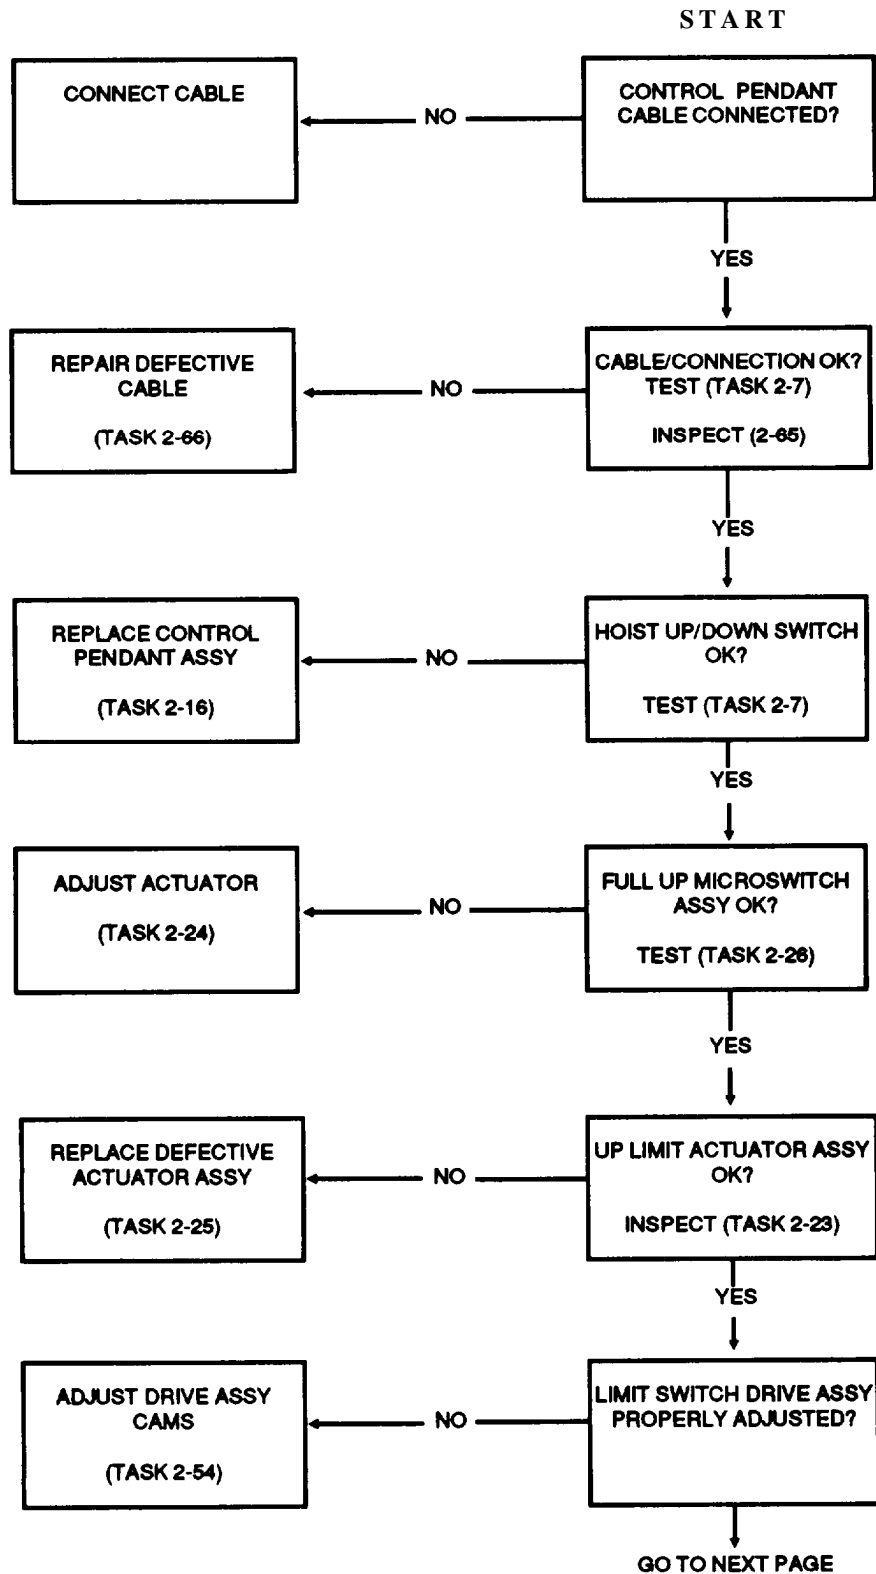 START
CONTROL PENDANT
CABLE CONNECTED?
NO
CONNECT CABLE
YES
CABLE/CONNECTION OK?
TEST (TASK 2-7)
INSPECT (2-65)
NO
REPAIR DEFECTIVE
CABLE
(TASK 2-66)
YES
HOIST UP/DOWN SWITCH
OK?
TEST (TASK 2-7)
NO
REPLACE CONTROL
PENDANT ASSY
(TASK 2-16)
YES
FULL UP MICROSWITCH
ASSY OK?
TEST (TASK 2-26)
NO
ADJUST ACTUATOR
(TASK 2-24)
YES
UP LIMIT ACTUATOR ASSY
OK?
INSPECT (TASK 2-23)
NO
REPLACE DEFECTIVE
ACTUATOR ASSY
(TASK 2-25)
YES
LIMIT SWITCH DRIVE ASSY
PROPERLY ADJUSTED?
NO
ADJUST DRIVE ASSY
CAMS
(TASK 2-54)
GO TO NEXT PAGE